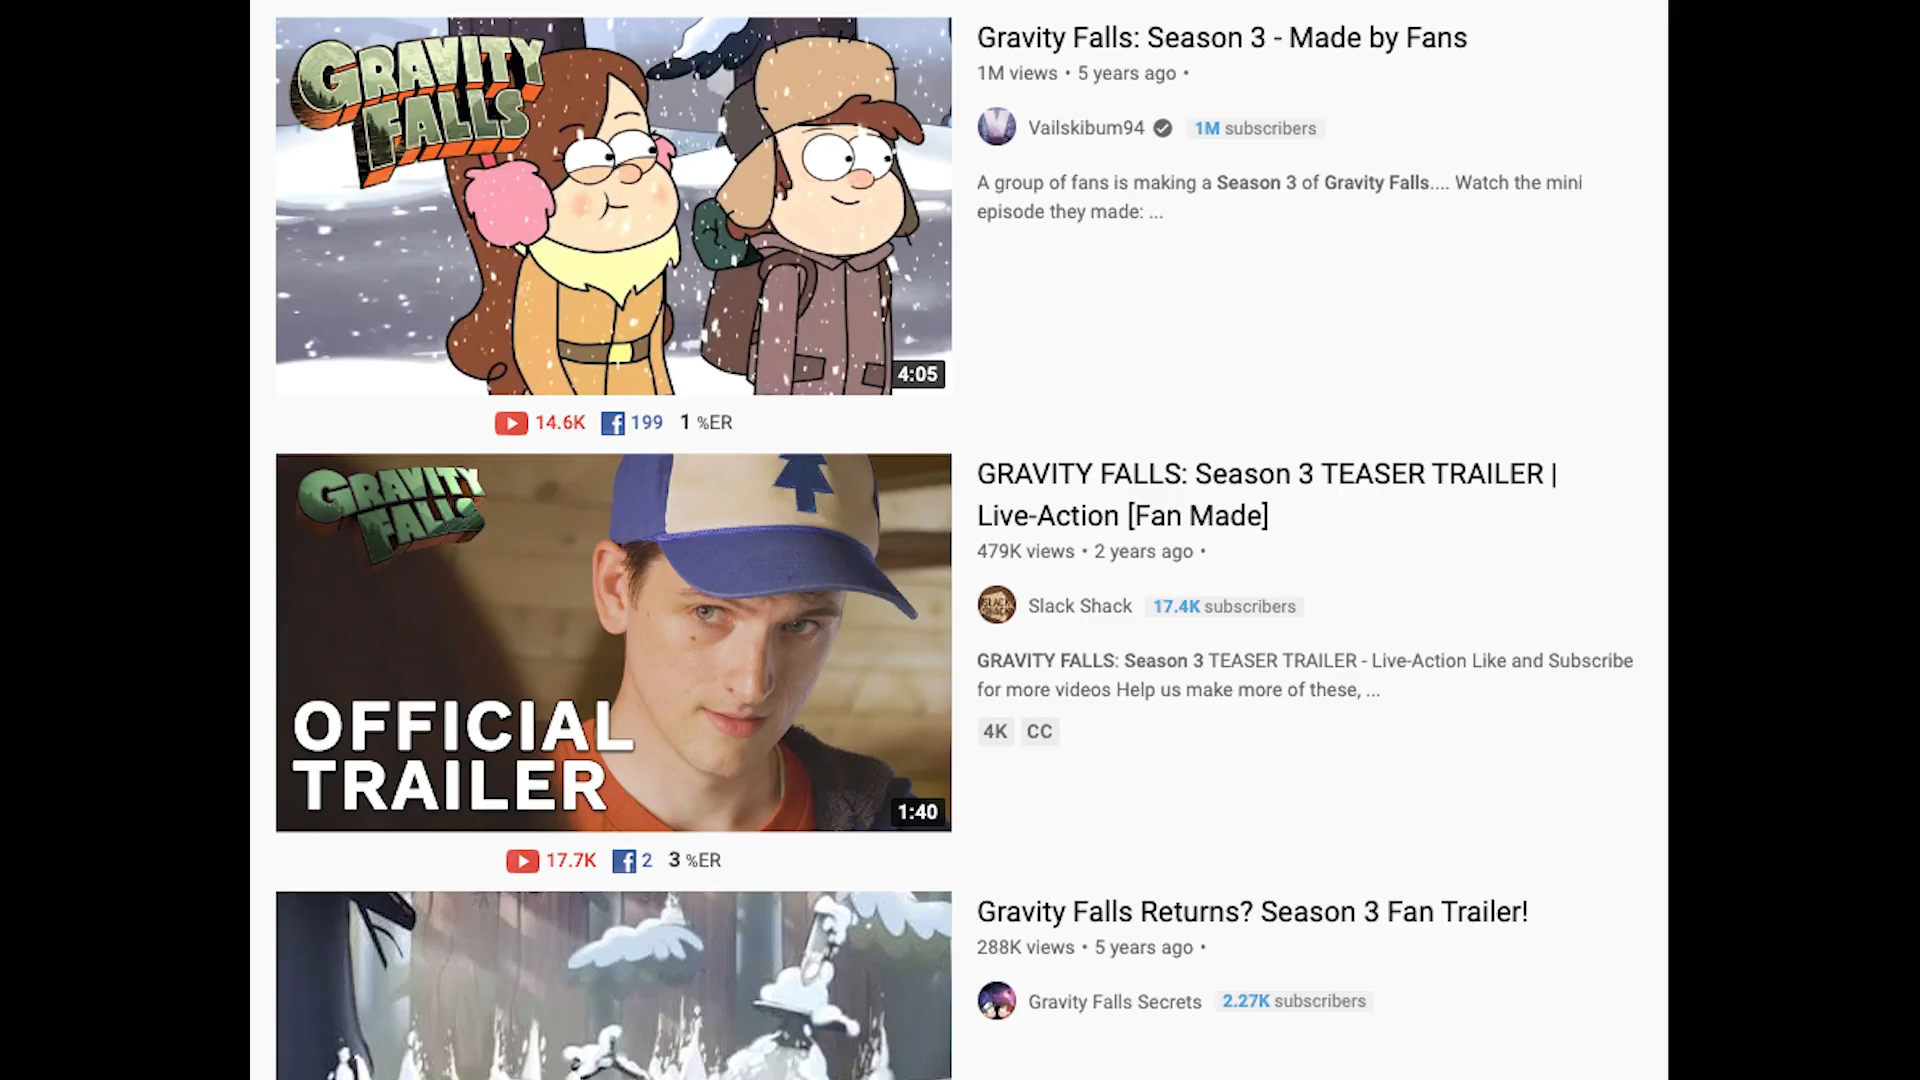 GRAVITY
FALLS
4:05
14.6K 199 1 %ER
Gravity Falls: Season 3 - Made by Fans
1M views • 5 years ago •
Vailskibum94 1M subscribers
A group of fans is making a Season 3 of Gravity Falls.... Watch the mini
episode they made: ...
GRAVITY
FALLS
OFFICIAL
TRAILER
1:40
17.7K 2 3 %ER
GRAVITY FALLS: Season 3 TEASER TRAILER |
Live-Action [Fan Made]
479K views • 2 years ago •
SLACK
SHACK
Slack Shack 17.4K subscribers
GRAVITY FALLS: Season 3 TEASER TRAILER - Live-Action Like and Subscribe
for more videos Help us make more of these, ...
4K CC
Gravity Falls Returns? Season 3 Fan Trailer!
288K views • 5 years ago •
Gravity Falls Secrets 2.27K subscribers